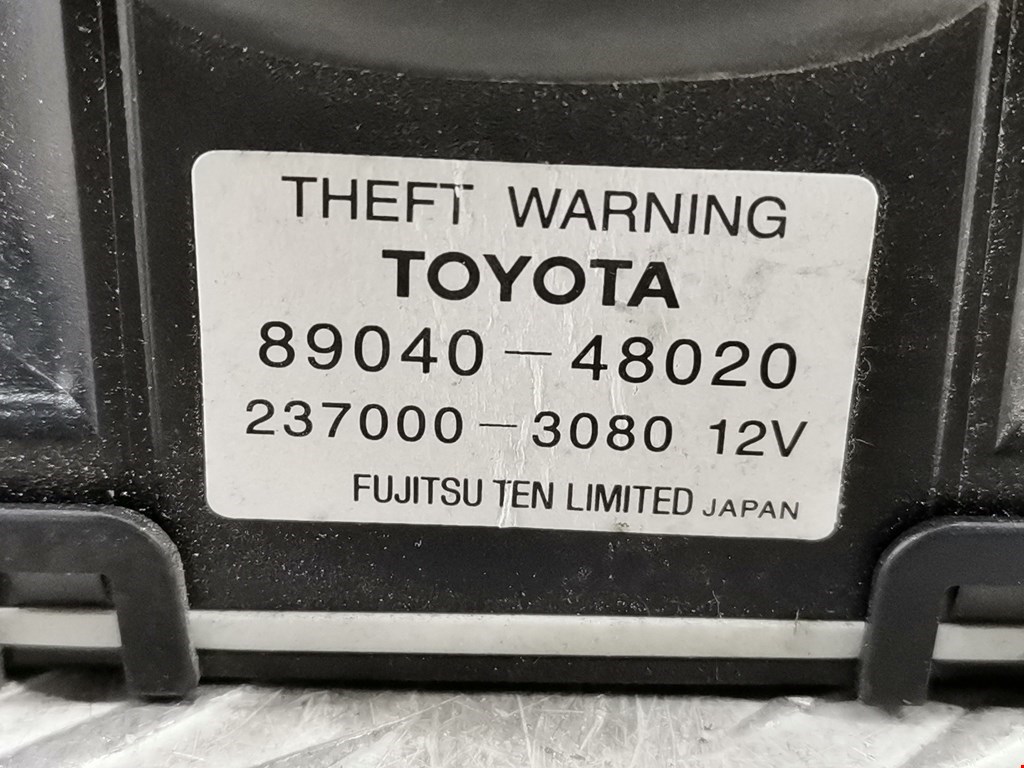 THEFT WARNING
TOYOTA
89040-48020
237000-3080 12V
FUJITSU TEN LIMITED JAPAN